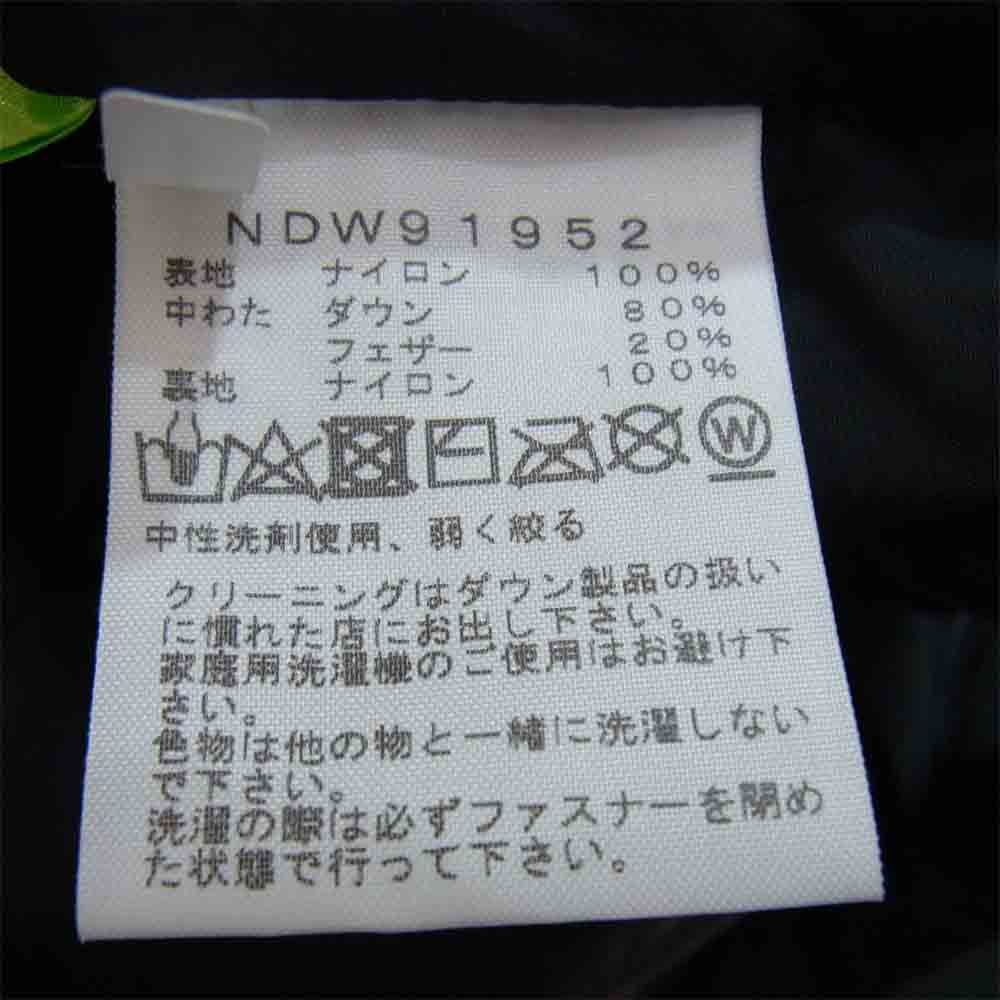 NDW91952
表地 ナイロン 100%
中わた ダウン 80%
フェザー 20%
裏地 ナイロン 100%
W
中性洗剤使用、弱く絞る
クリーニングはダウン製品の扱い
に慣れた店にお出し下さい。
家庭用洗濯機のご使用はお避け下
さい。
色物は他の物と一緒に洗濯しない
で下さい。
洗濯の際は必ずファスナーを閉め
た状態で行って下さい。